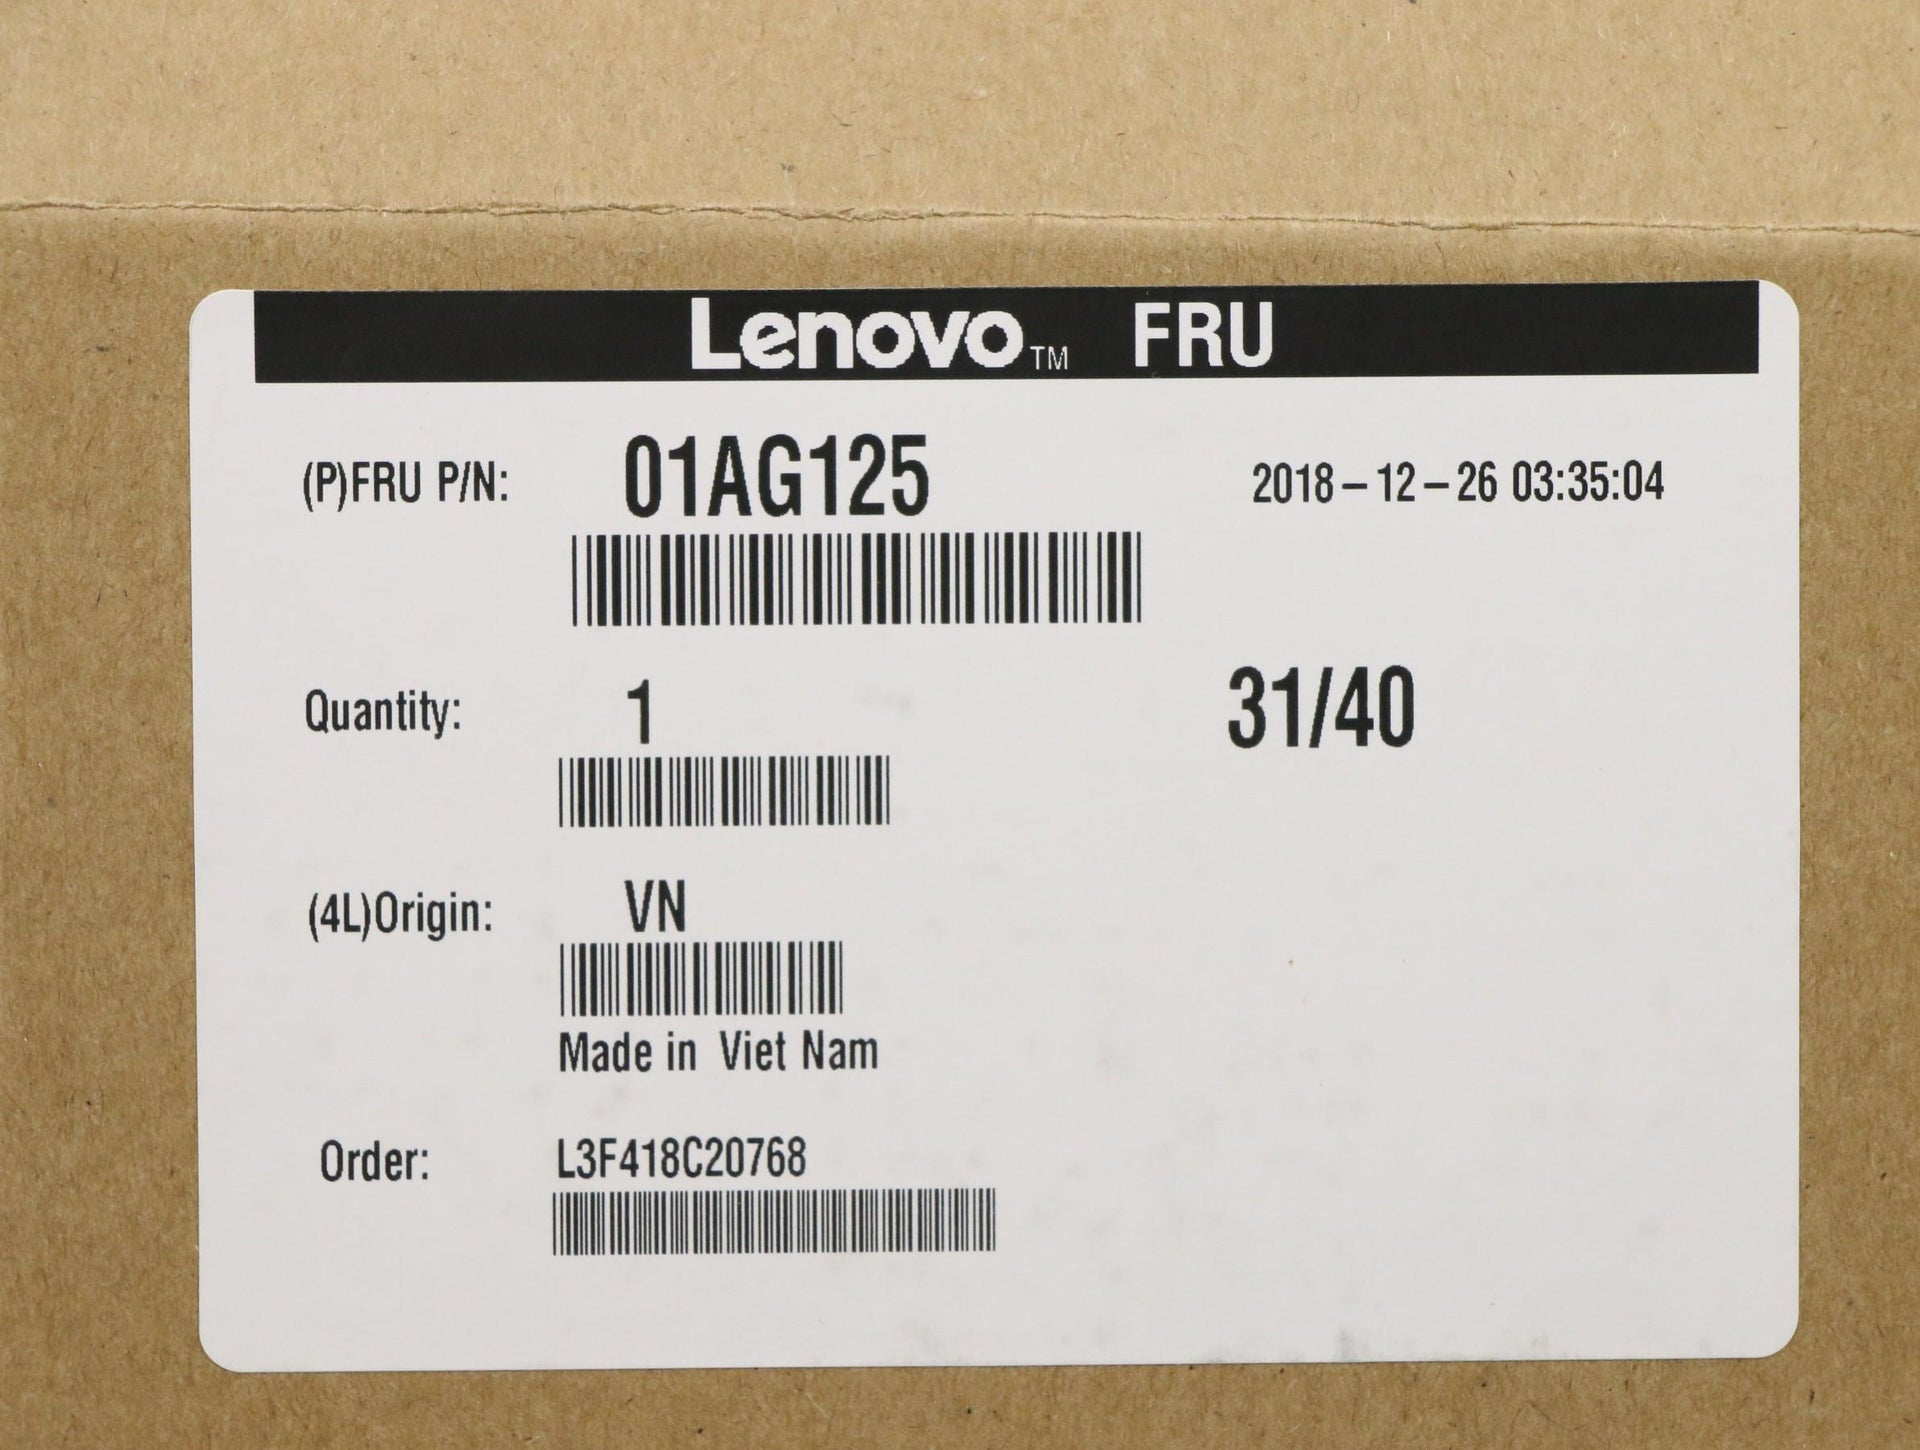 Lenovo™ FRU
(P)FRU P/N: 01AG125 2018-12-26 03:35:04
Quantity: 1 31/40
(4L)Origin: VN
Made in Viet Nam
Order: L3F418C20768